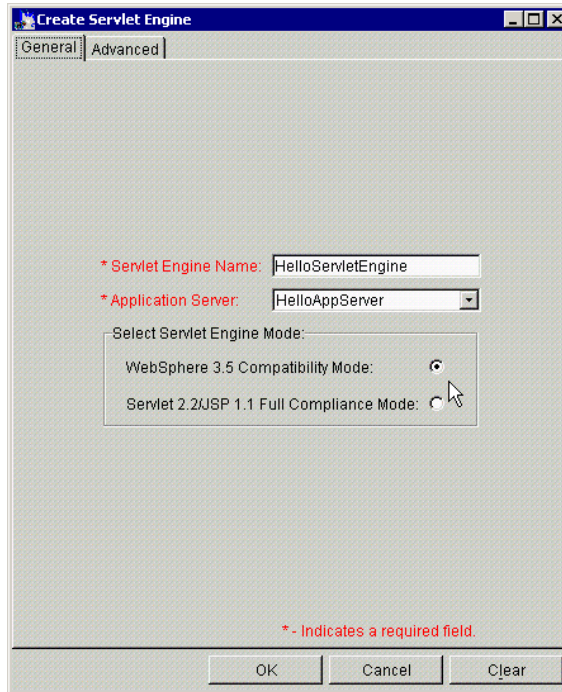 Create Servlet Engine
General Advanced
* Servlet Engine Name: HelloServletEngine
* Application Server: HelloAppServer
Select Servlet Engine Mode:
WebSphere 3.5 Compatibility Mode:
Servlet 2.2/JSP 1.1 Full Compliance Mode:
* - Indicates a required field.
OK Cancel Clear